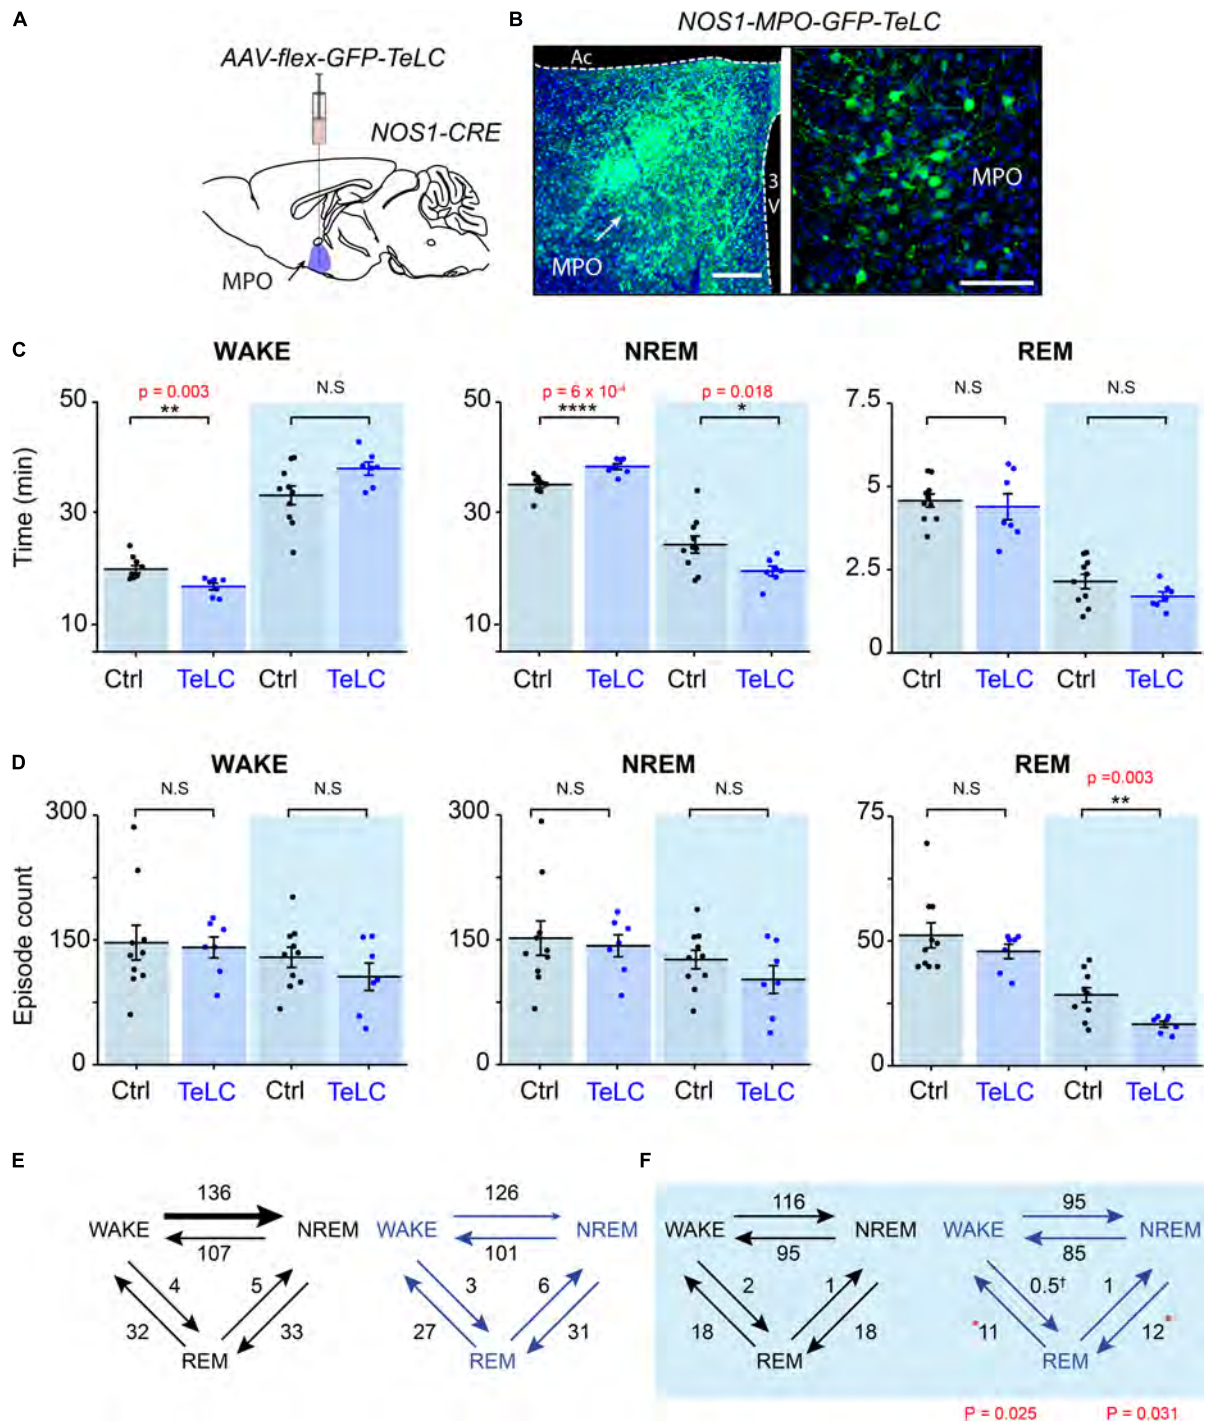 A
B
NOS1-MPO-GFP-TeLC
AAV-flex-GFP-TeLC
NOS1-CRE
MPO
Ac
3
V
MPO
MPO
C
WAKE
NREM
REM
p = 0.003
**
N.S
p = 6 x 10⁻⁴
****
p = 0.018
*
N.S
N.S
Time (min)
50
30
10
50
30
10
7.5
5
2.5
0
Ctrl TeLC Ctrl TeLC
Ctrl TeLC Ctrl TeLC
Ctrl TeLC Ctrl TeLC
D
WAKE
NREM
REM
N.S
N.S
N.S
N.S
N.S
p =0.003
**
Episode count
300
150
0
300
150
0
75
50
0
Ctrl TeLC Ctrl TeLC
Ctrl TeLC Ctrl TeLC
Ctrl TeLC Ctrl TeLC
E
136
WAKE NREM
107
4 5
32 33
REM
126
WAKE NREM
101
3 6
27 31
REM
F
116
WAKE NREM
95
2 1
18 18
REM
95
WAKE NREM
85
0.5† 1
*11 12*
REM
P = 0.025 P = 0.031